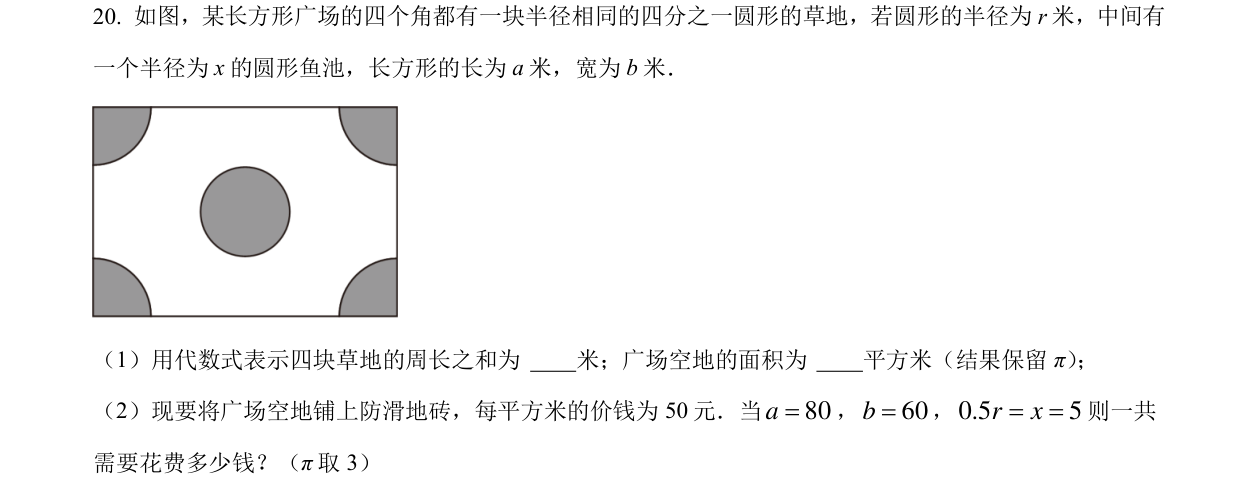 20. 如图，某长方形广场的四个角都有一块半径相同的四分之一圆形的草地，若圆形的半径为 r 米，中间有
一个半径为 x 的圆形鱼池，长方形的长为 a 米，宽为 b 米．
（1）用代数式表示四块草地的周长之和为 ____米；广场空地的面积为 ____平方米（结果保留 π）；
（2）现要将广场空地铺上防滑地砖，每平方米的价钱为 50 元．当 a = 80 ，b = 60 ，0.5r = x = 5 则一共
需要花费多少钱？（π 取 3）